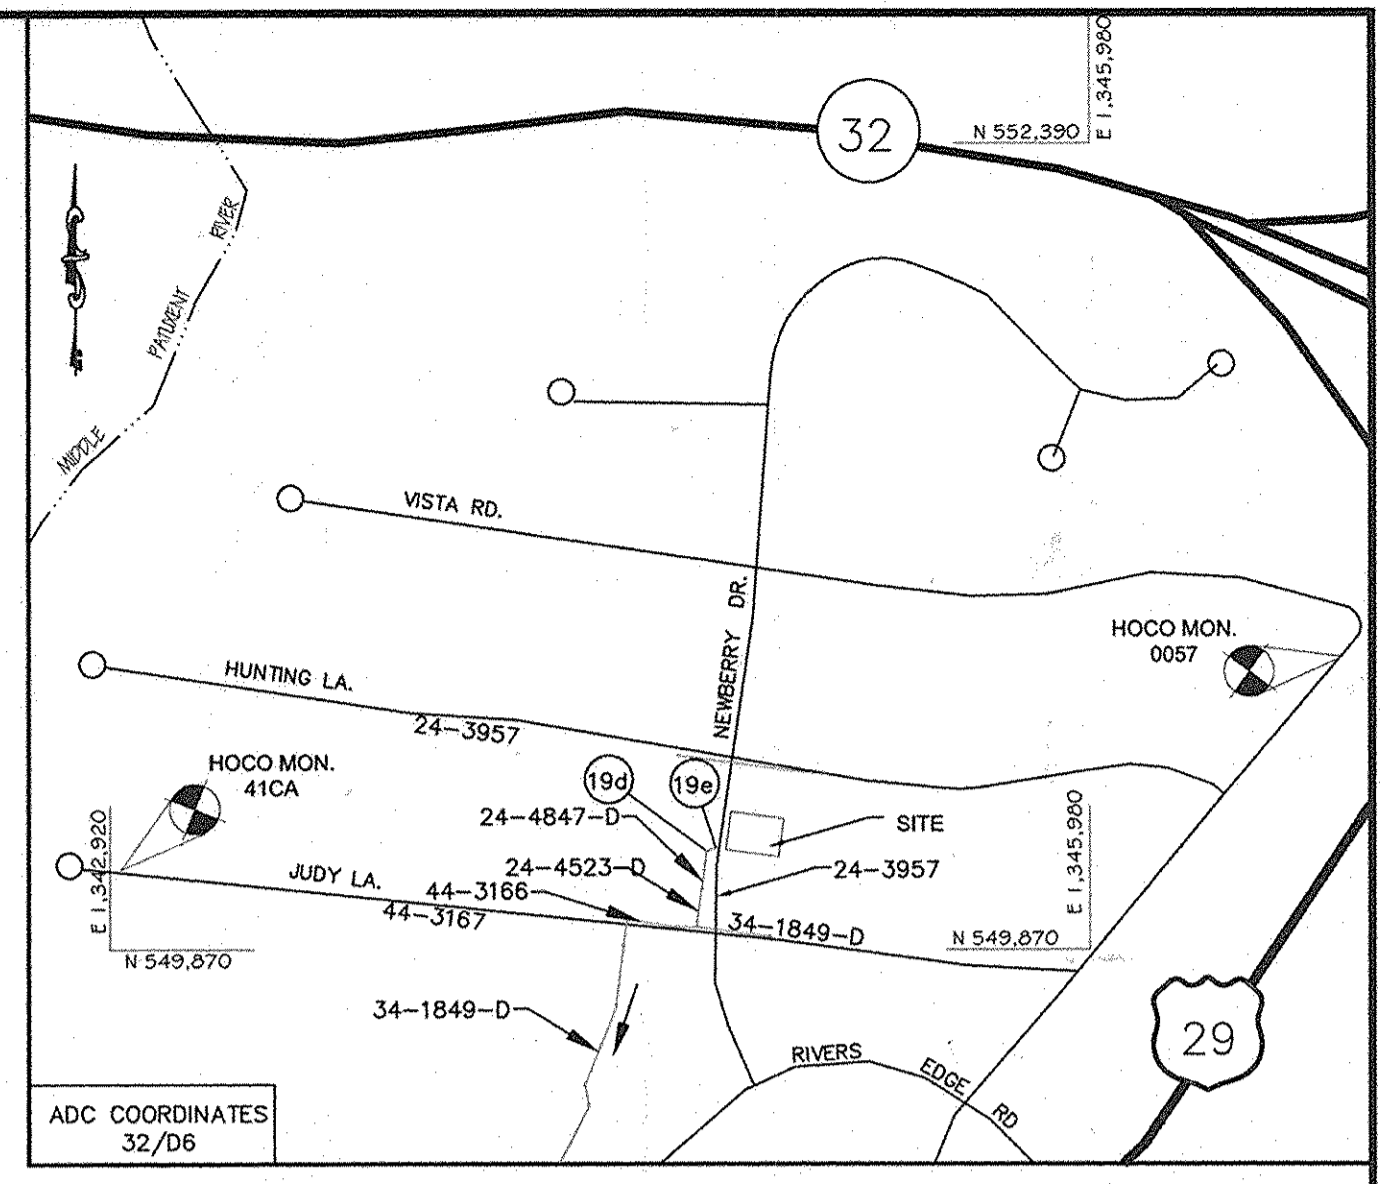 E 1,345,980
32
N 552,390
RIVER
PATUXENT
MIDDLE
VISTA RD.
NEWBERRY DR.
HOCO MON.
0057
HUNTING LA.
24-3957
HOCO MON.
41CA
19d
19e
24-4847-D
SITE
E 1,342,920
JUDY LA.
24-4523-D
24-3957
E 1,345,980
44-3166
44-3167
34-1849-D
N 549,870
N 549,870
34-1849-D
29
RIVERS EDGE RD
ADC COORDINATES
32/D6